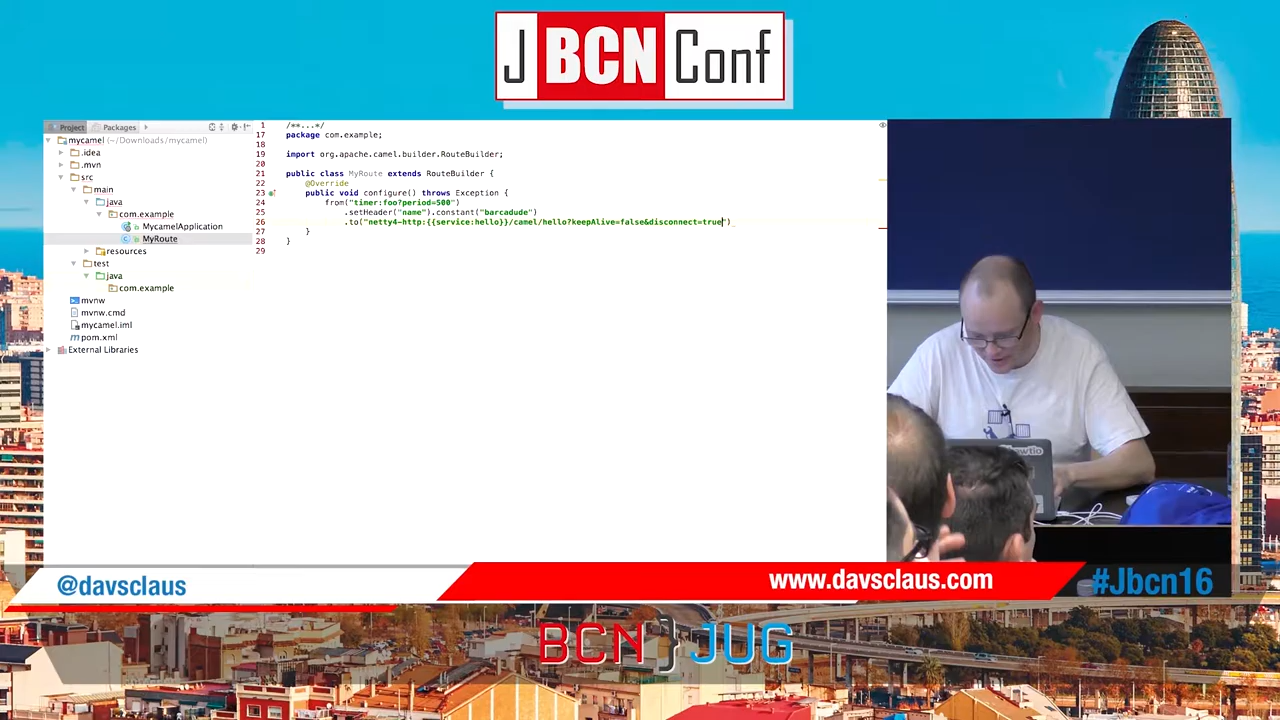 J BCN Conf
Project Packages
mycamel (~/Downloads/mycamel)
.idea
.mvn
src
main
java
com.example
MycamelApplication
MyRoute
resources
test
java
com.example
mvnw
mvnw.cmd
mycamel.iml
pom.xml
External Libraries
1 /**...*/
17 package com.example;
18
19 import org.apache.camel.builder.RouteBuilder;
20
21 public class MyRoute extends RouteBuilder {
22 @Override
23 public void configure() throws Exception {
24 from("timer:foo?period=500")
25 .setHeader("name").constant("barcadude")
26 .to("netty4-http:{{service:hello}}/camel/hello?keepAlive=false&disconnect=true")
27 }
28 }
29
@davsclaus
www.davsclaus.com
#Jbcn16
BCN } JUG